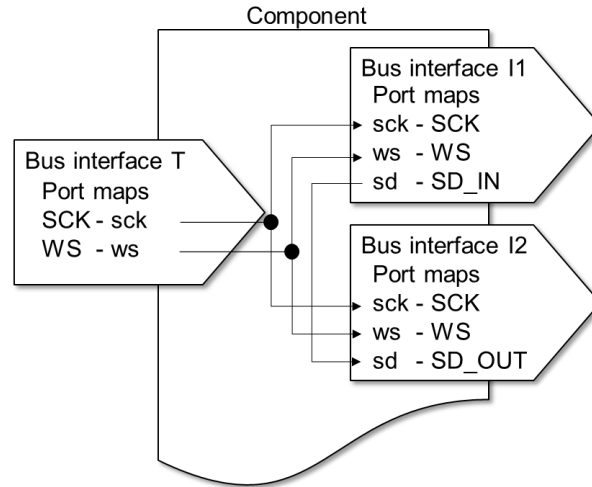 Component
Bus interface T
Port maps
SCK - sck
WS - ws
Bus interface I1
Port maps
sck - SCK
ws - WS
sd - SD_IN
Bus interface I2
Port maps
sck - SCK
ws - WS
sd - SD_OUT